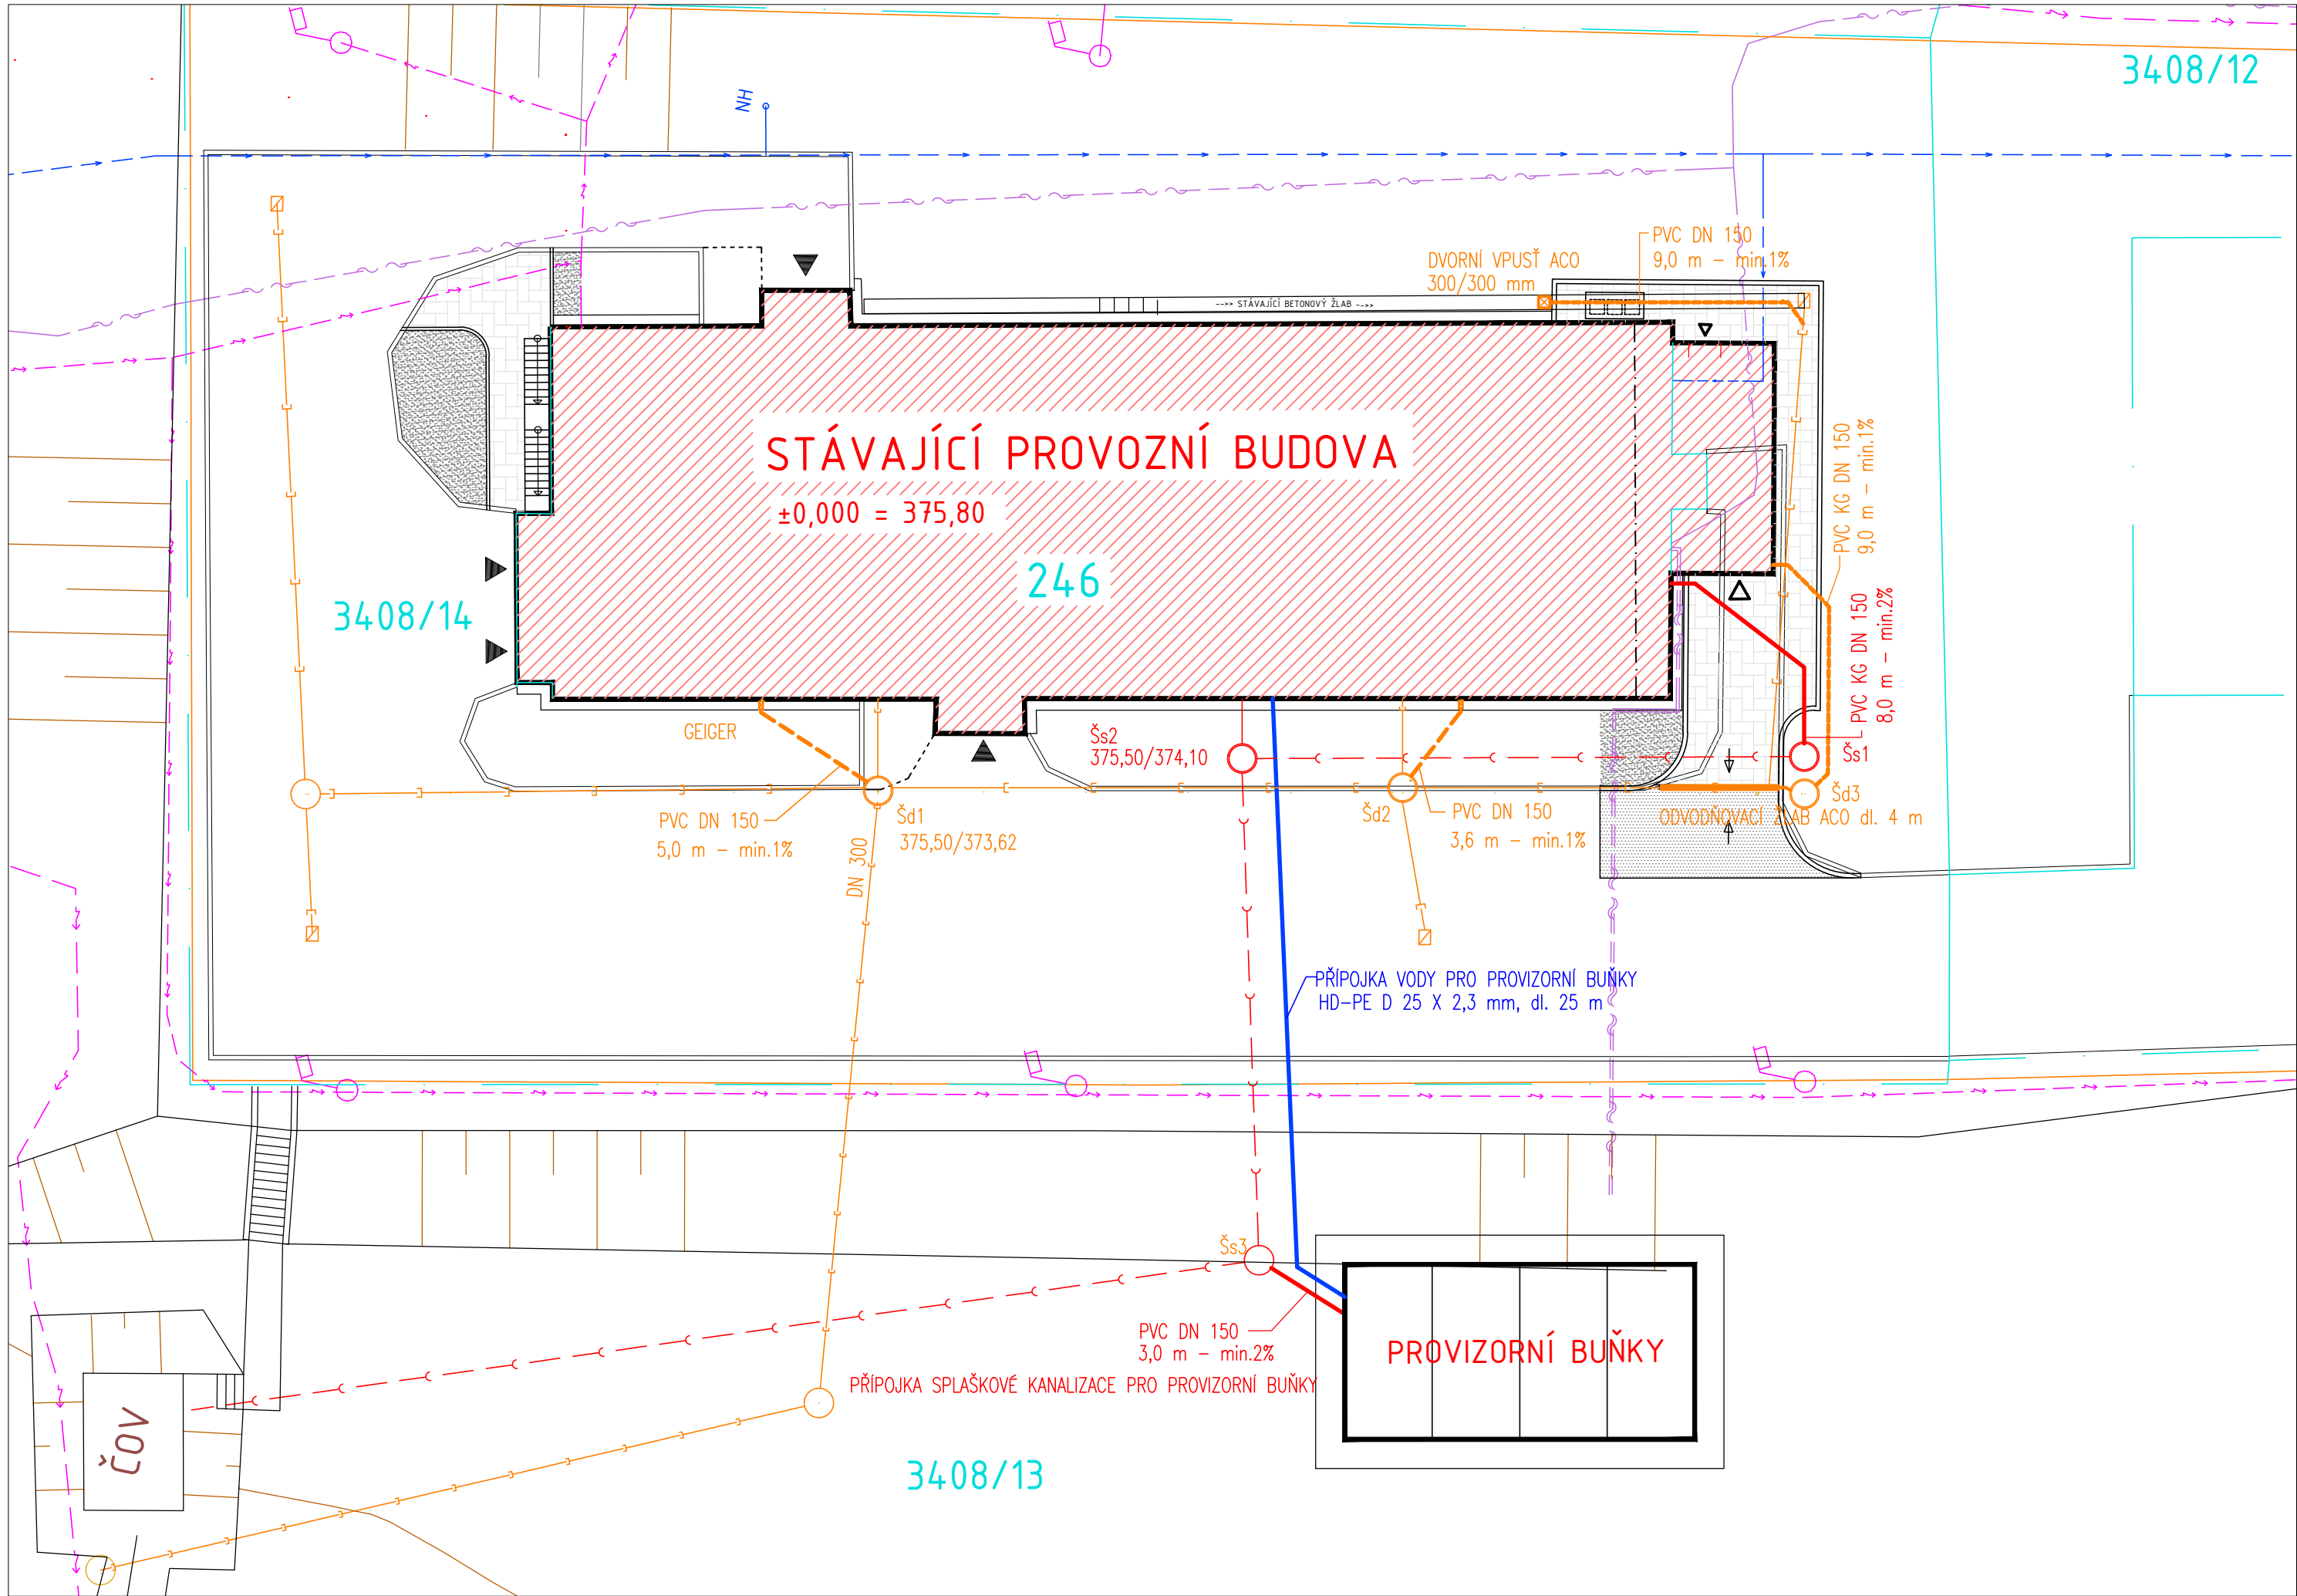 3408/12
NH
PVC DN 150
9,0 m – min.1%
DVORNÍ VPUSŤ ACO
300/300 mm
-->> STÁVAJÍCÍ BETONOVÝ ŽLAB -->>
STÁVAJÍCÍ PROVOZNÍ BUDOVA
±0,000 = 375,80
246
3408/14
PVC KG DN 150
9,0 m – min.1%
PVC KG DN 150
8,0 m – min.2%
GEIGER
Šs2
375,50/374,10
Šs1
Šd3
ODVODŇOVACÍ ŽLAB ACO dl. 4 m
PVC DN 150
5,0 m – min.1%
Šd1
375,50/373,62
DN 300
Šd2
PVC DN 150
3,6 m – min.1%
PŘÍPOJKA VODY PRO PROVIZORNÍ BUŇKY
HD-PE D 25 X 2,3 mm, dl. 25 m
Šs3
PVC DN 150
3,0 m – min.2%
PROVIZORNÍ BUŇKY
PŘÍPOJKA SPLAŠKOVÉ KANALIZACE PRO PROVIZORNÍ BUŇKY
ČOV
3408/13